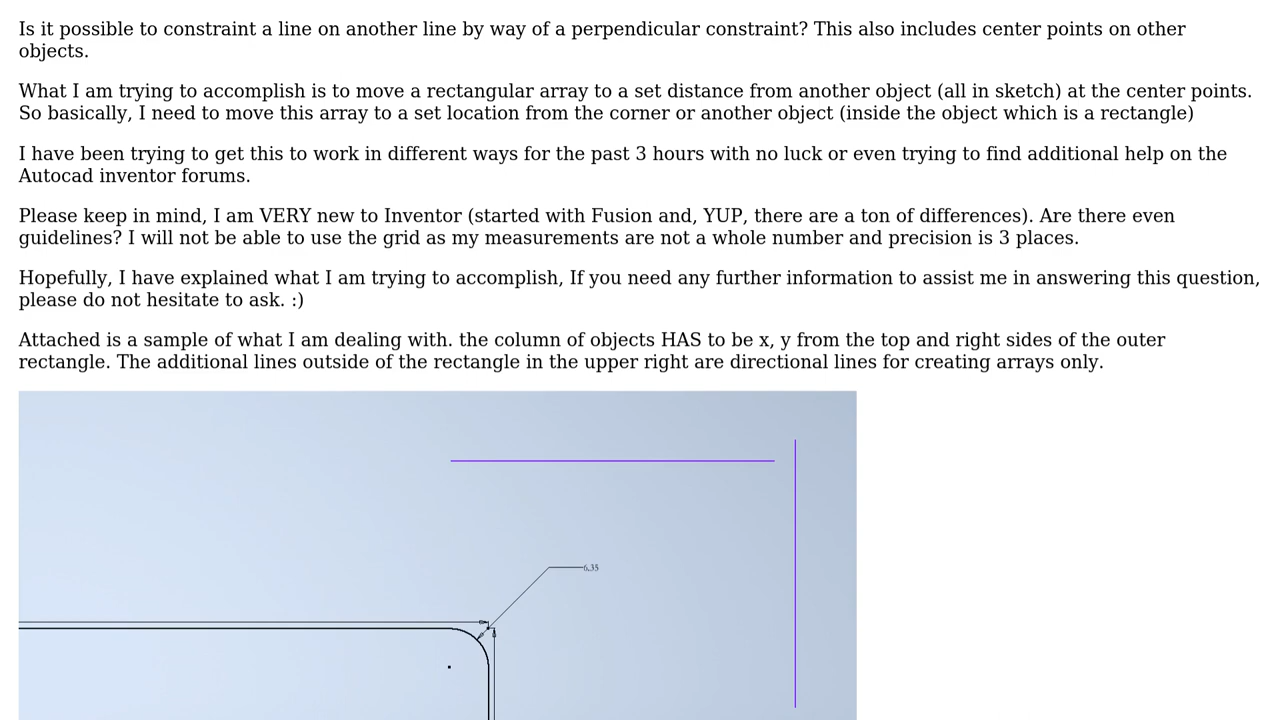 Is it possible to constraint a line on another line by way of a perpendicular constraint? This also includes center points on other
objects.
What I am trying to accomplish is to move a rectangular array to a set distance from another object (all in sketch) at the center points.
So basically, I need to move this array to a set location from the corner or another object (inside the object which is a rectangle)
I have been trying to get this to work in different ways for the past 3 hours with no luck or even trying to find additional help on the
Autocad inventor forums.
Please keep in mind, I am VERY new to Inventor (started with Fusion and, YUP, there are a ton of differences). Are there even
guidelines? I will not be able to use the grid as my measurements are not a whole number and precision is 3 places.
Hopefully, I have explained what I am trying to accomplish, If you need any further information to assist me in answering this question,
please do not hesitate to ask. :)
Attached is a sample of what I am dealing with. the column of objects HAS to be x, y from the top and right sides of the outer
rectangle. The additional lines outside of the rectangle in the upper right are directional lines for creating arrays only.
6,35